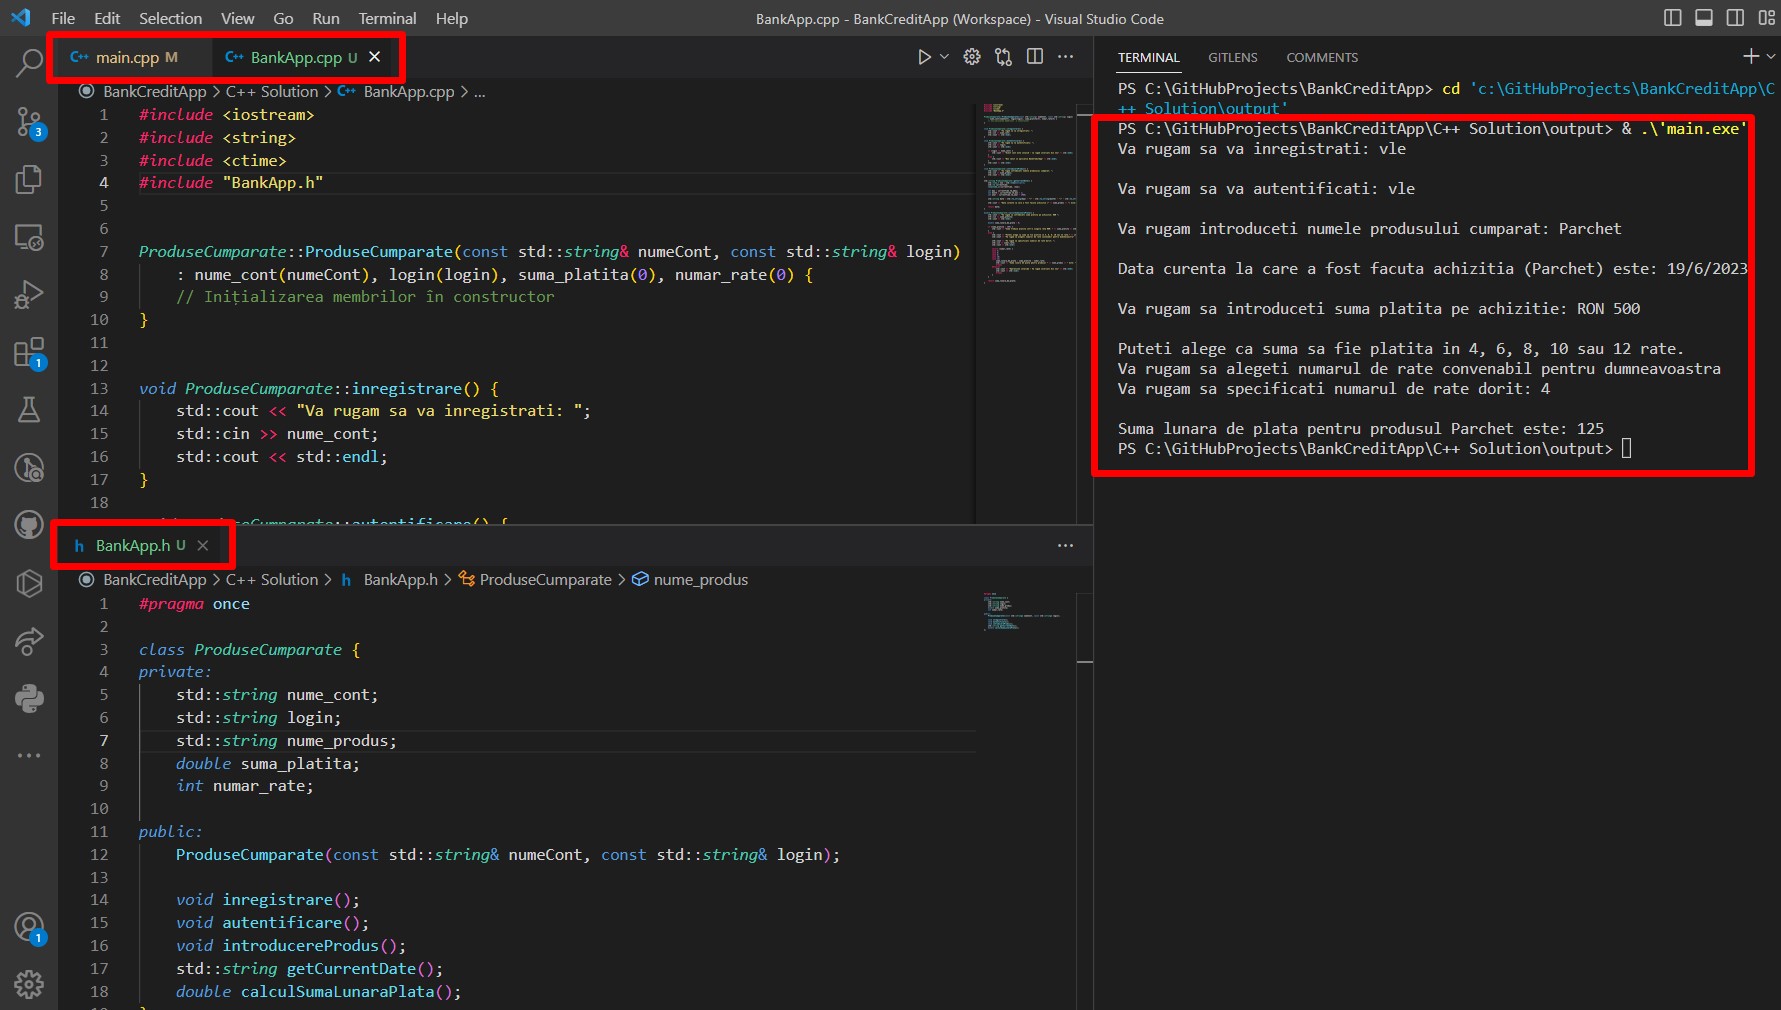 File Edit Selection View Go Run Terminal Help
BankApp.cpp - BankCreditApp (Workspace) - Visual Studio Code
main.cpp M
BankApp.cpp U
BankCreditApp > C++ Solution > BankApp.cpp > ...
1 #include <iostream>
2 #include <string>
3 #include <ctime>
4 #include "BankApp.h"
5
6
7 ProduseCumparate::ProduseCumparate(const std::string& numeCont, const std::string& login)
8 : nume_cont(numeCont), login(login), suma_platita(0), numar_rate(0) {
9 // Inițializarea membrilor în constructor
10 }
11
12
13 void ProduseCumparate::inregistrare() {
14 std::cout << "Va rugam sa va inregistrati: ";
15 std::cin >> nume_cont;
16 std::cout << std::endl;
17 }
18
BankApp.h U
BankCreditApp > C++ Solution > BankApp.h > ProduseCumparate > nume_produs
1 #pragma once
2
3 class ProduseCumparate {
4 private:
5 std::string nume_cont;
6 std::string login;
7 std::string nume_produs;
8 double suma_platita;
9 int numar_rate;
10
11 public:
12 ProduseCumparate(const std::string& numeCont, const std::string& login);
13
14 void inregistrare();
15 void autentificare();
16 void introducereProdus();
17 std::string getCurrentDate();
18 double calculSumaLunaraPlata();
TERMINAL GITLENS COMMENTS
PS C:\GitHubProjects\BankCreditApp> cd 'c:\GitHubProjects\BankCreditApp\C
++ Solution\output'
PS C:\GitHubProjects\BankCreditApp\C++ Solution\output> & .\'main.exe'
Va rugam sa va inregistrati: vle
Va rugam sa va autentificati: vle
Va rugam introduceti numele produsului cumparat: Parchet
Data curenta la care a fost facuta achizitia (Parchet) este: 19/6/2023
Va rugam sa introduceti suma platita pe achizitie: RON 500
Puteti alege ca suma sa fie platita in 4, 6, 8, 10 sau 12 rate.
Va rugam sa alegeti numarul de rate convenabil pentru dumneavoastra
Va rugam sa specificati numarul de rate dorit: 4
Suma lunara de plata pentru produsul Parchet este: 125
PS C:\GitHubProjects\BankCreditApp\C++ Solution\output>
3
1
1